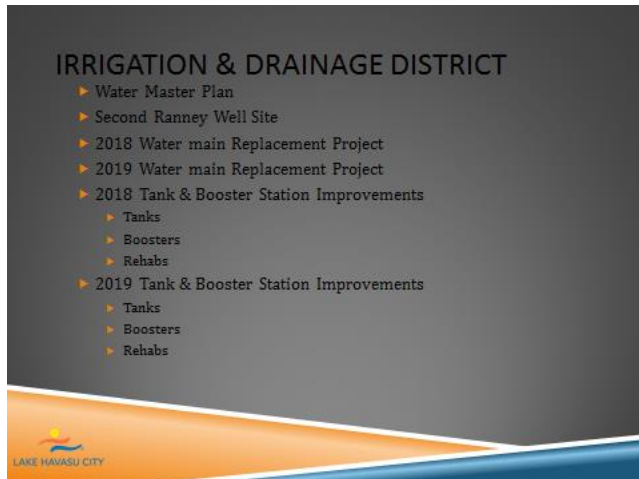 IRRIGATION & DRAINAGE DISTRICT
Water Master Plan
Second Ranney Well Site
2018 Water main Replacement Project
2019 Water main Replacement Project
2018 Tank & Booster Station Improvements
Tanks
Boosters
Rehabs
2019 Tank & Booster Station Improvements
Tanks
Boosters
Rehabs
LAKE HAVASU CITY